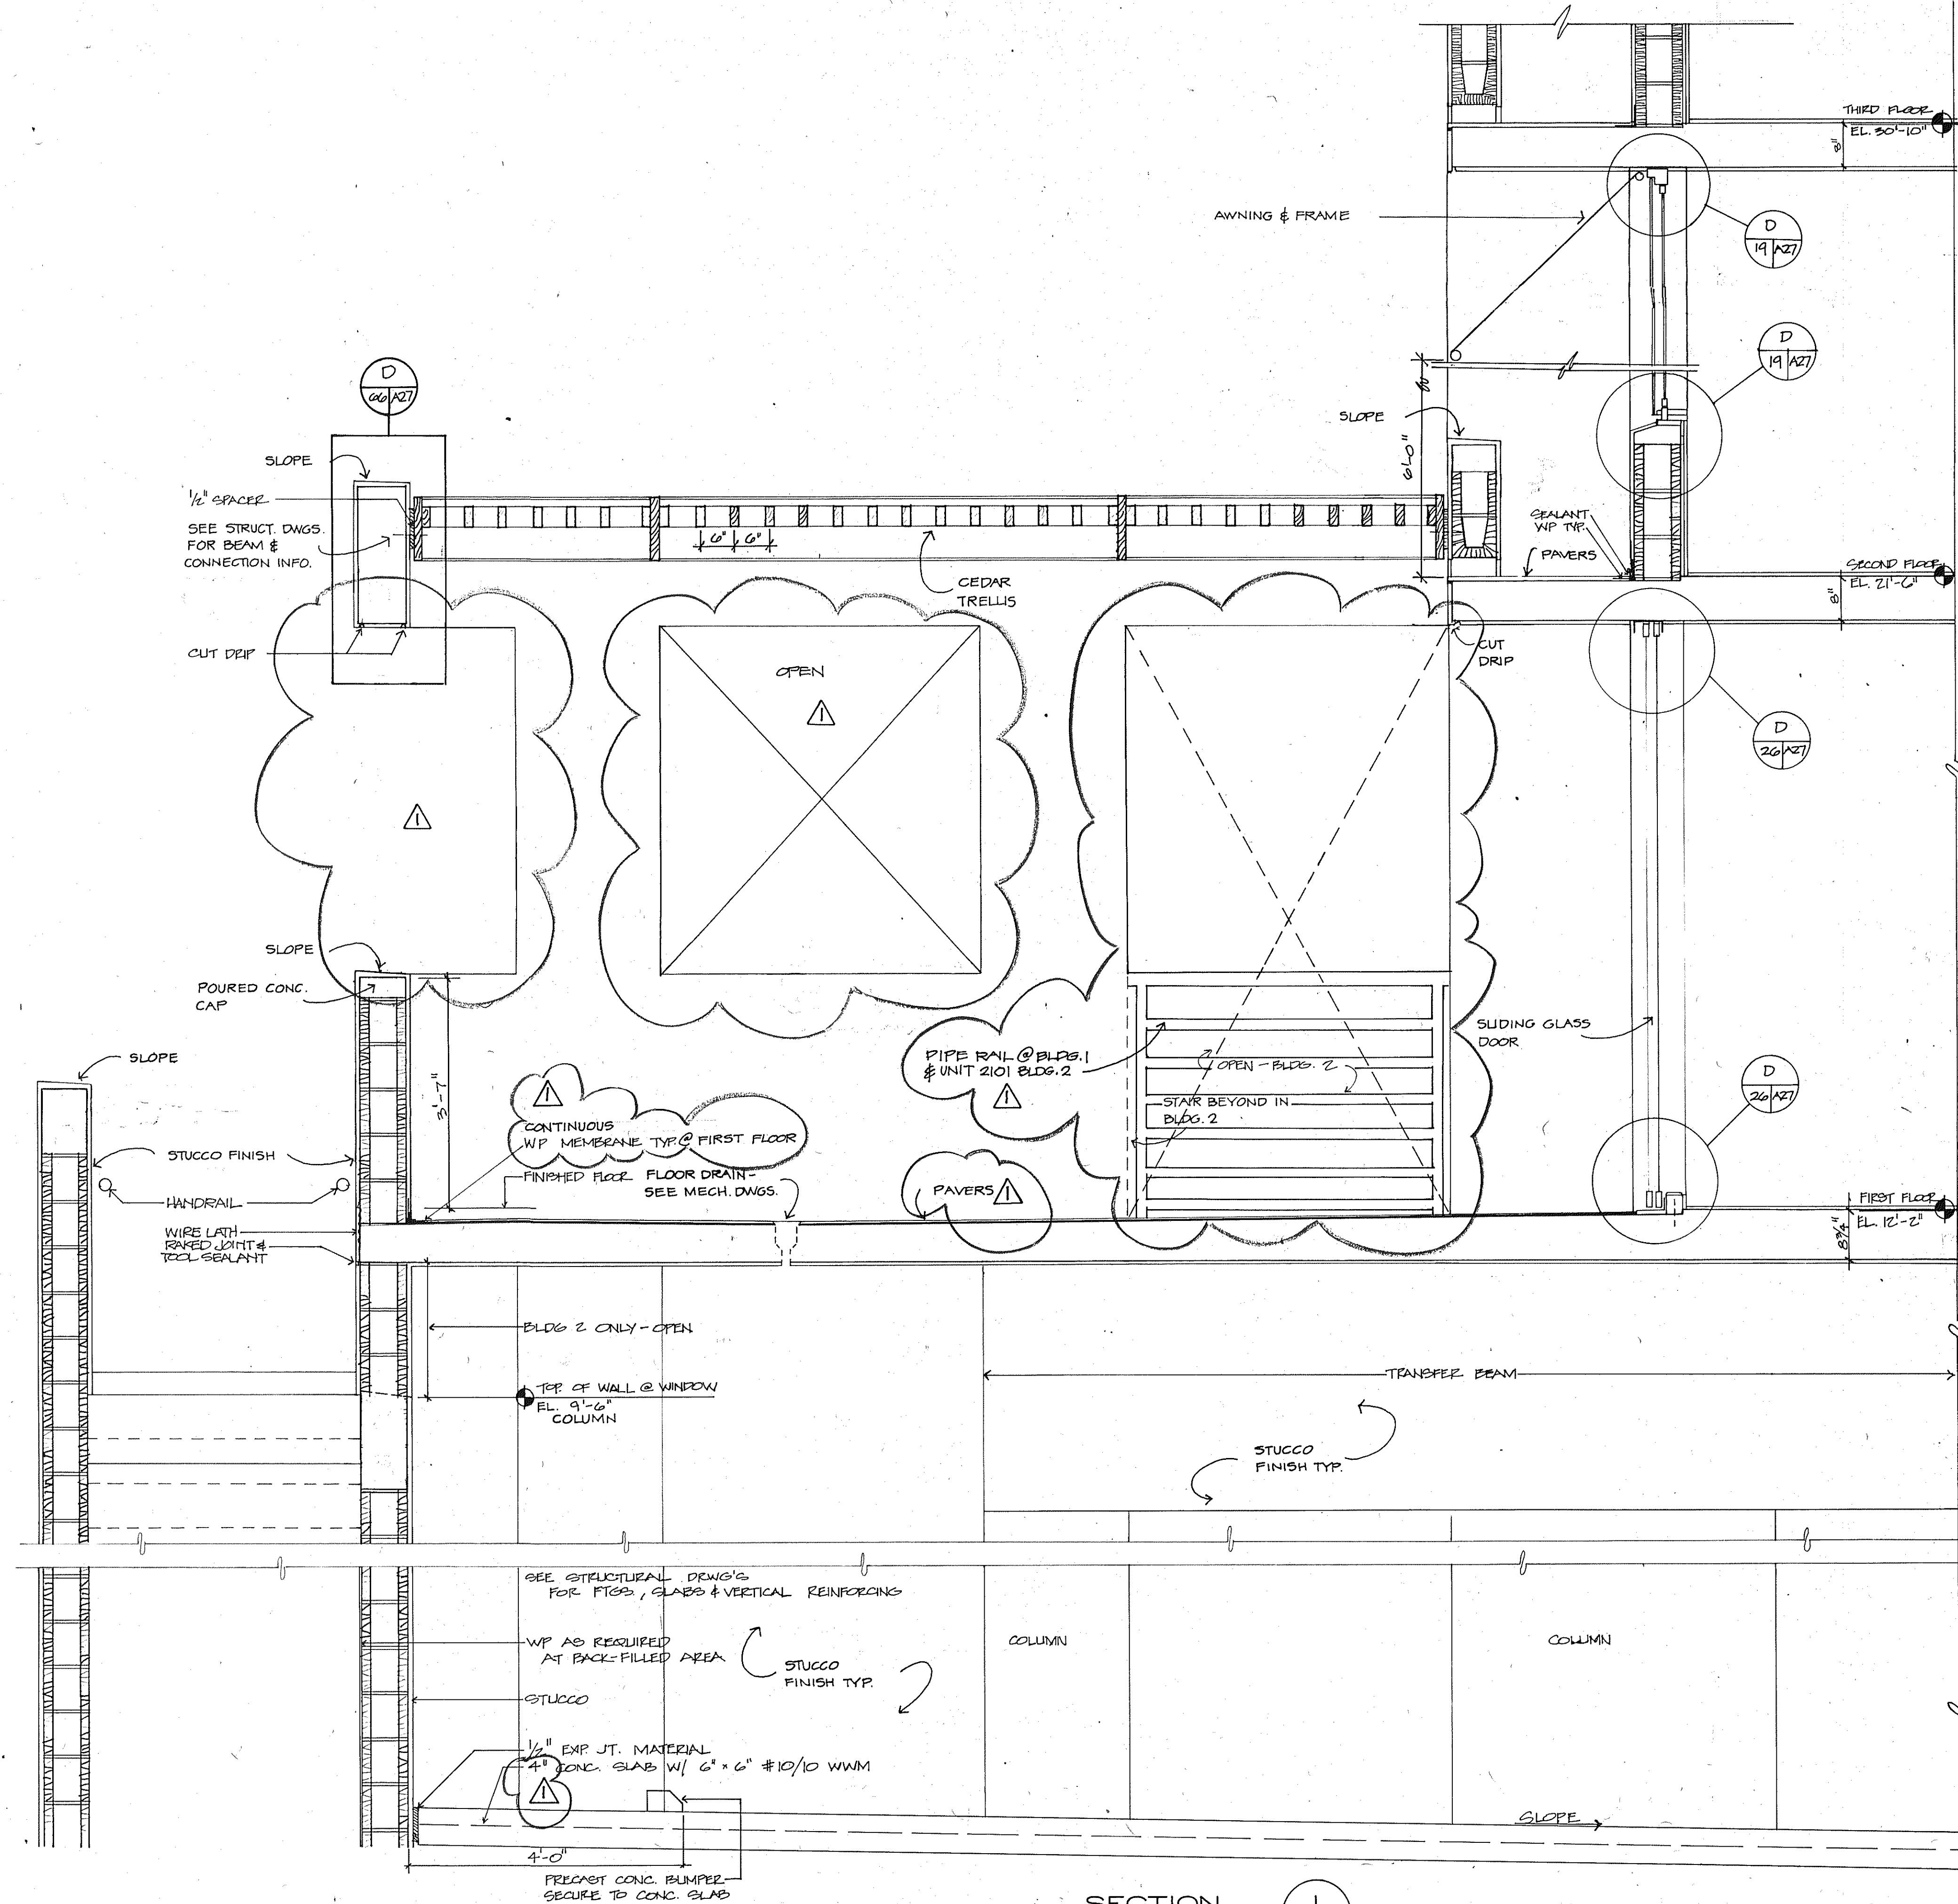 THIRD FLOOR
EL. 30'-10"
8"
AWNING & FRAME
D
19 A27
D
19 A27
D
66 A27
SLOPE
6'-0"
SLOPE
1/2" SPACER
SEE STRUCT. DWGS.
FOR BEAM &
CONNECTION INFO.
6" 6"
CEDAR
TRELLIS
SEALANT
WP TYP.
PAVERS
SECOND FLOOR
EL. 21'-6"
8"
CUT DRIP
CUT
DRIP
OPEN
1
1
D
26 A27
SLOPE
POURED CONC.
CAP
SLOPE
3'-7"
SLIDING GLASS
DOOR
PIPE RAIL @ BLDG. 1
& UNIT 2101 BLDG. 2
1
OPEN - BLDG. 2
STAIR BEYOND IN
BLDG. 2
D
26 A27
1
CONTINUOUS
WP MEMBRANE TYP. @ FIRST FLOOR
STUCCO FINISH
HANDRAIL
FINISHED FLOOR
FLOOR DRAIN-
SEE MECH. DWGS.
PAVERS
1
FIRST FLOOR
EL. 12'-2"
8 3/4"
WIRE LATH
RAKED JOINT &
TOOL SEALANT
BLDG 2 ONLY - OPEN
TRANSFER BEAM
TOP OF WALL @ WINDOW
EL. 9'-6"
COLUMN
STUCCO
FINISH TYP.
SEE STRUCTURAL DRWG'S
FOR FTGS., SLABS & VERTICAL REINFORCING
WP AS REQUIRED
AT BACK-FILLED AREA
STUCCO
FINISH TYP.
COLUMN
COLUMN
STUCCO
1/2" EXP. JT. MATERIAL
4" CONC. SLAB W/ 6" x 6" #10/10 WWM
1
SLOPE
4'-0"
PRECAST CONC. BUMPER
SECURE TO CONC. SLAB
SECTION
1